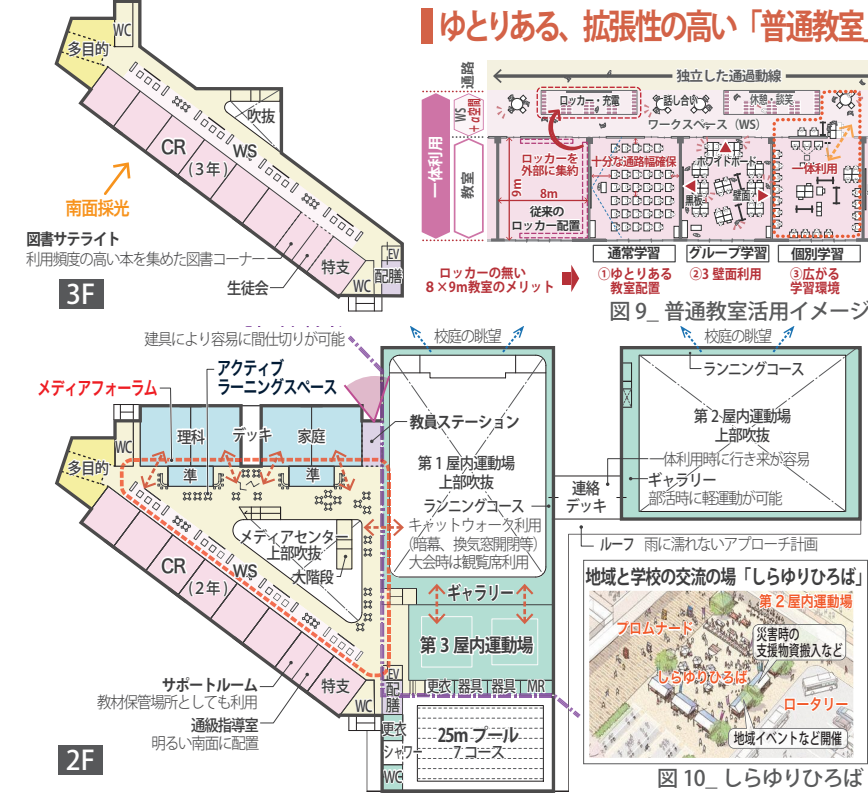 WC
多目的
吹抜
CR
(3年)
WS
南面採光
図書サテライト
利用頻度の高い本を集めた図書コーナー
生徒会
特支
WC
EV
配膳
3F
ゆとりある、拡張性の高い「普通教室」
通路
独立した通過動線
一体利用
WS
+α空間
ロッカー・充電
話し合い
休憩・談笑
ワークスペース（WS）
教室
ロッカーを
外部に集約
9m
8m
従来の
ロッカー配置
十分な通路幅確保
ホワイトボード
黒板
壁面
一体利用
通常学習
グループ学習
個別学習
ロッカーの無い
8×9m教室のメリット
①ゆとりある
教室配置
②3 壁面利用
③広がる
学習環境
図 9_ 普通教室活用イメージ
建具により容易に間仕切りが可能
アクティブ
ラーニングスペース
メディアフォーラム
WC
多目的
理科
デッキ
家庭
準
準
教員ステーション
メディアセンター
上部吹抜
大階段
CR
(2年)
WS
サポートルーム
教材保管場所としても利用
通級指導室
明るい南面に配置
特支
WC
EV
配膳
2F
校庭の眺望
第 1 屋内運動場
上部吹抜
ランニングコース
キャットウォーク利用
（暗幕、換気窓開閉等）
大会時は観覧席利用
ギャラリー
第 3 屋内運動場
更衣
器具
器具
MR
更衣
シャワー
WC
25m プール
7 コース
校庭の眺望
ランニングコース
第 2 屋内運動場
上部吹抜
一体利用時に行き来が容易
連絡
デッキ
ギャラリー
部活時に軽運動が可能
ルーフ 雨に濡れないアプローチ計画
地域と学校の交流の場「しらゆりひろば」
第 2 屋内運動場
プロムナード
災害時の
支援物資搬入など
しらゆりひろば
ロータリー
地域イベントなど開催
図 10_ しらゆりひろば